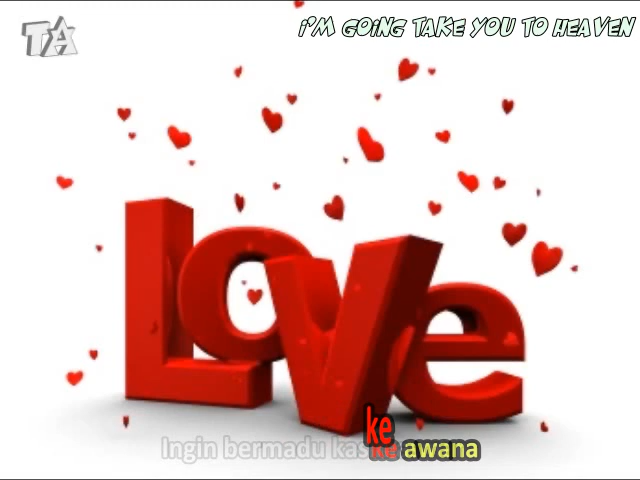 TA
i'M GOiNG TAKE YOU TO HEAVEN
Love
ke
Ingin bermadu kas ke awana